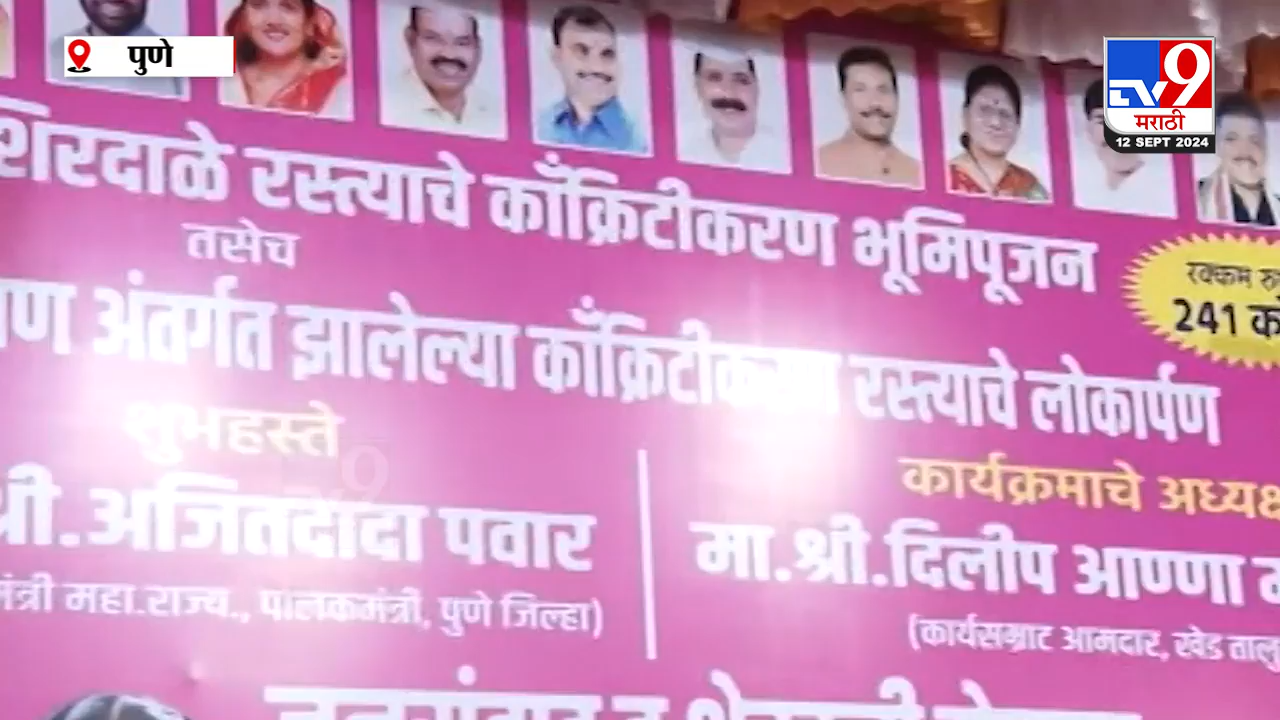 पुणे
TV9
मराठी
12 SEPT 2024
शिरदाळे रस्त्याचे काँक्रिटीकरण भूमिपूजन
तसेच
रक्कम
241
अंतर्गत झालेल्या काँक्रिटीकरण रस्त्याचे लोकार्पण
शुभहस्ते
श्री.अजितदादा पवार
मंत्री महा.राज्य., पालकमंत्री, पुणे जिल्हा)
कार्यक्रमाचे अध्यक्ष
मा.श्री.दिलीप आण्णा
(कार्यसम्राट आमदार, खेड